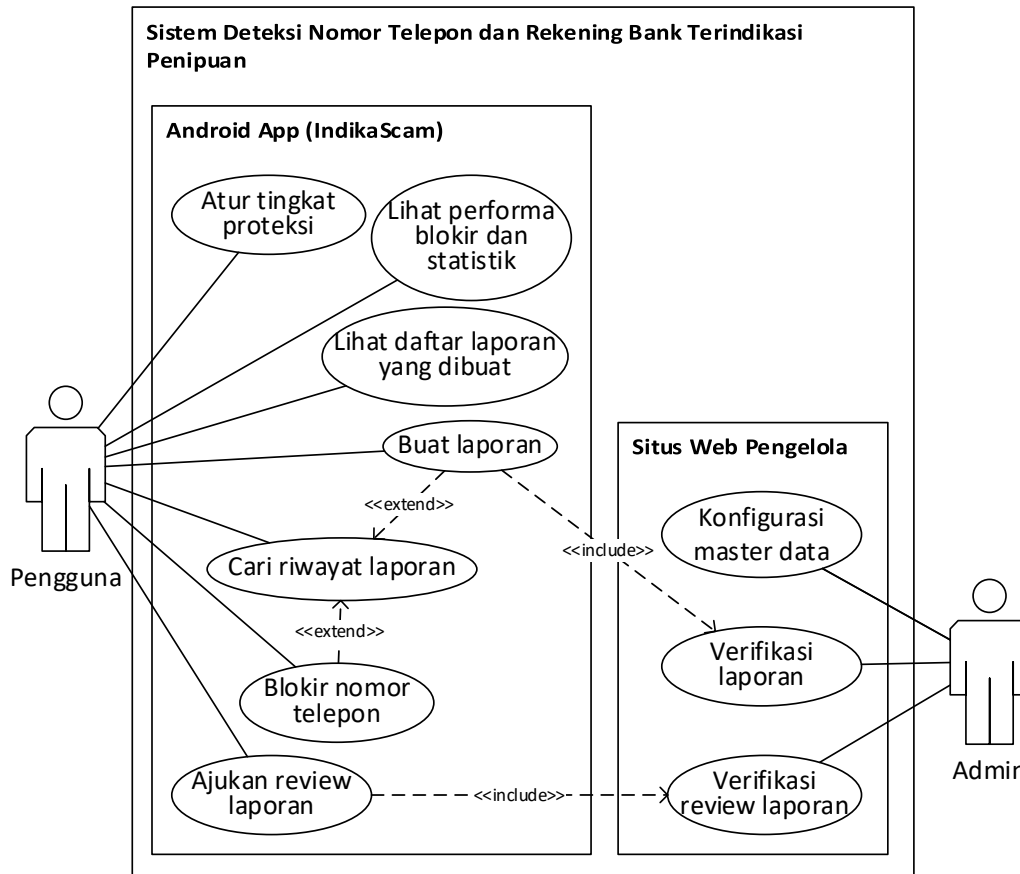 Sistem Deteksi Nomor Telepon dan Rekening Bank Terindikasi
Penipuan
Android App (IndikaScam)
Atur tingkat
proteksi
Lihat performa
blokir dan
statistik
Lihat daftar laporan
yang dibuat
Buat laporan
<<extend>>
Cari riwayat laporan
<<extend>>
Blokir nomor
telepon
Ajukan review
laporan
Pengguna
<<include>>
<<include>>
Situs Web Pengelola
Konfigurasi
master data
Verifikasi
laporan
Verifikasi
review laporan
Admin